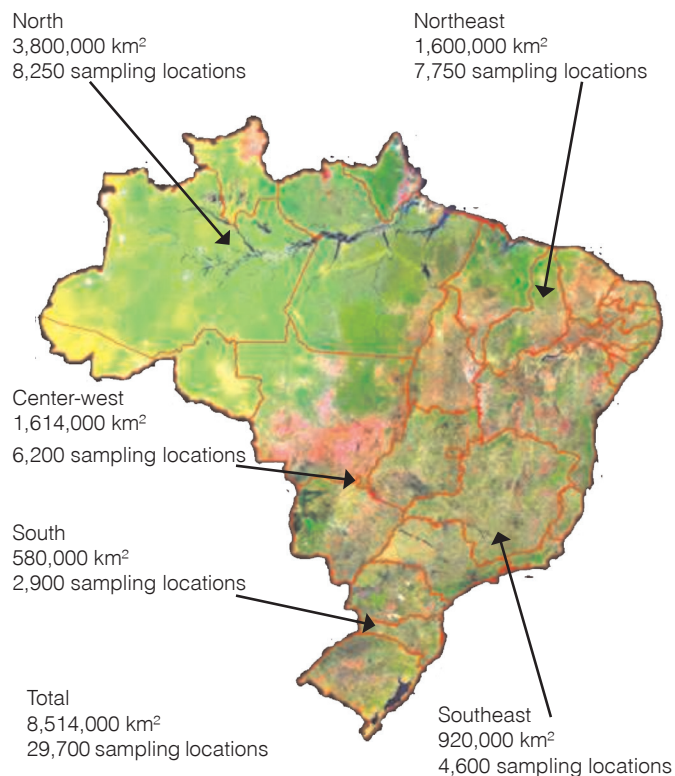 North
3,800,000 km²
8,250 sampling locations
Northeast
1,600,000 km²
7,750 sampling locations
Center-west
1,614,000 km²
6,200 sampling locations
South
580,000 km²
2,900 sampling locations
Total
8,514,000 km²
29,700 sampling locations
Southeast
920,000 km²
4,600 sampling locations